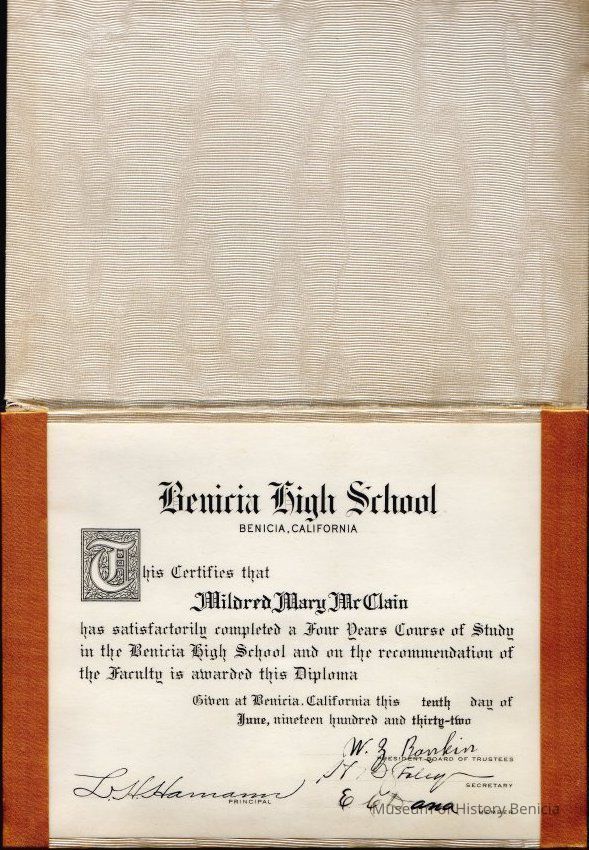 Benicia High School
BENICIA, CALIFORNIA
This Certifies that
Mildred Mary McClain
has satisfactorily completed a Four Years Course of Study
in the Benicia High School and on the recommendation of
the Faculty is awarded this Diploma
Given at Benicia, California this tenth day of
June, nineteen hundred and thirty-two
W. Z. Rankin
PRESIDENT BOARD OF TRUSTEES
Foley
SECRETARY
L. H. Hamann
PRINCIPAL
Dana
Museum of History Benicia